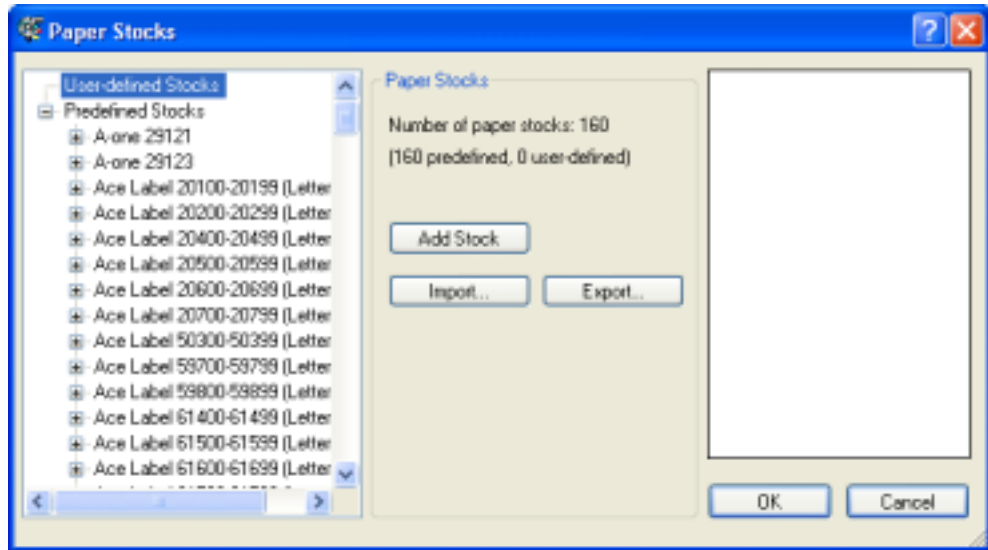 Paper Stocks
User-defined Stocks
Predefined Stocks
A-one 29121
A-one 29123
Ace Label 20100-20199 (Letter
Ace Label 20200-20299 (Letter
Ace Label 20400-20499 (Letter
Ace Label 20500-20599 (Letter
Ace Label 20600-20699 (Letter
Ace Label 20700-20799 (Letter
Ace Label 50300-50399 (Letter
Ace Label 59700-59799 (Letter
Ace Label 59800-59899 (Letter
Ace Label 61400-61499 (Letter
Ace Label 61500-61599 (Letter
Ace Label 61600-61699 (Letter
Paper Stocks
Number of paper stocks: 160
(160 predefined, 0 user-defined)
Add Stock
Import... Export...
OK Cancel